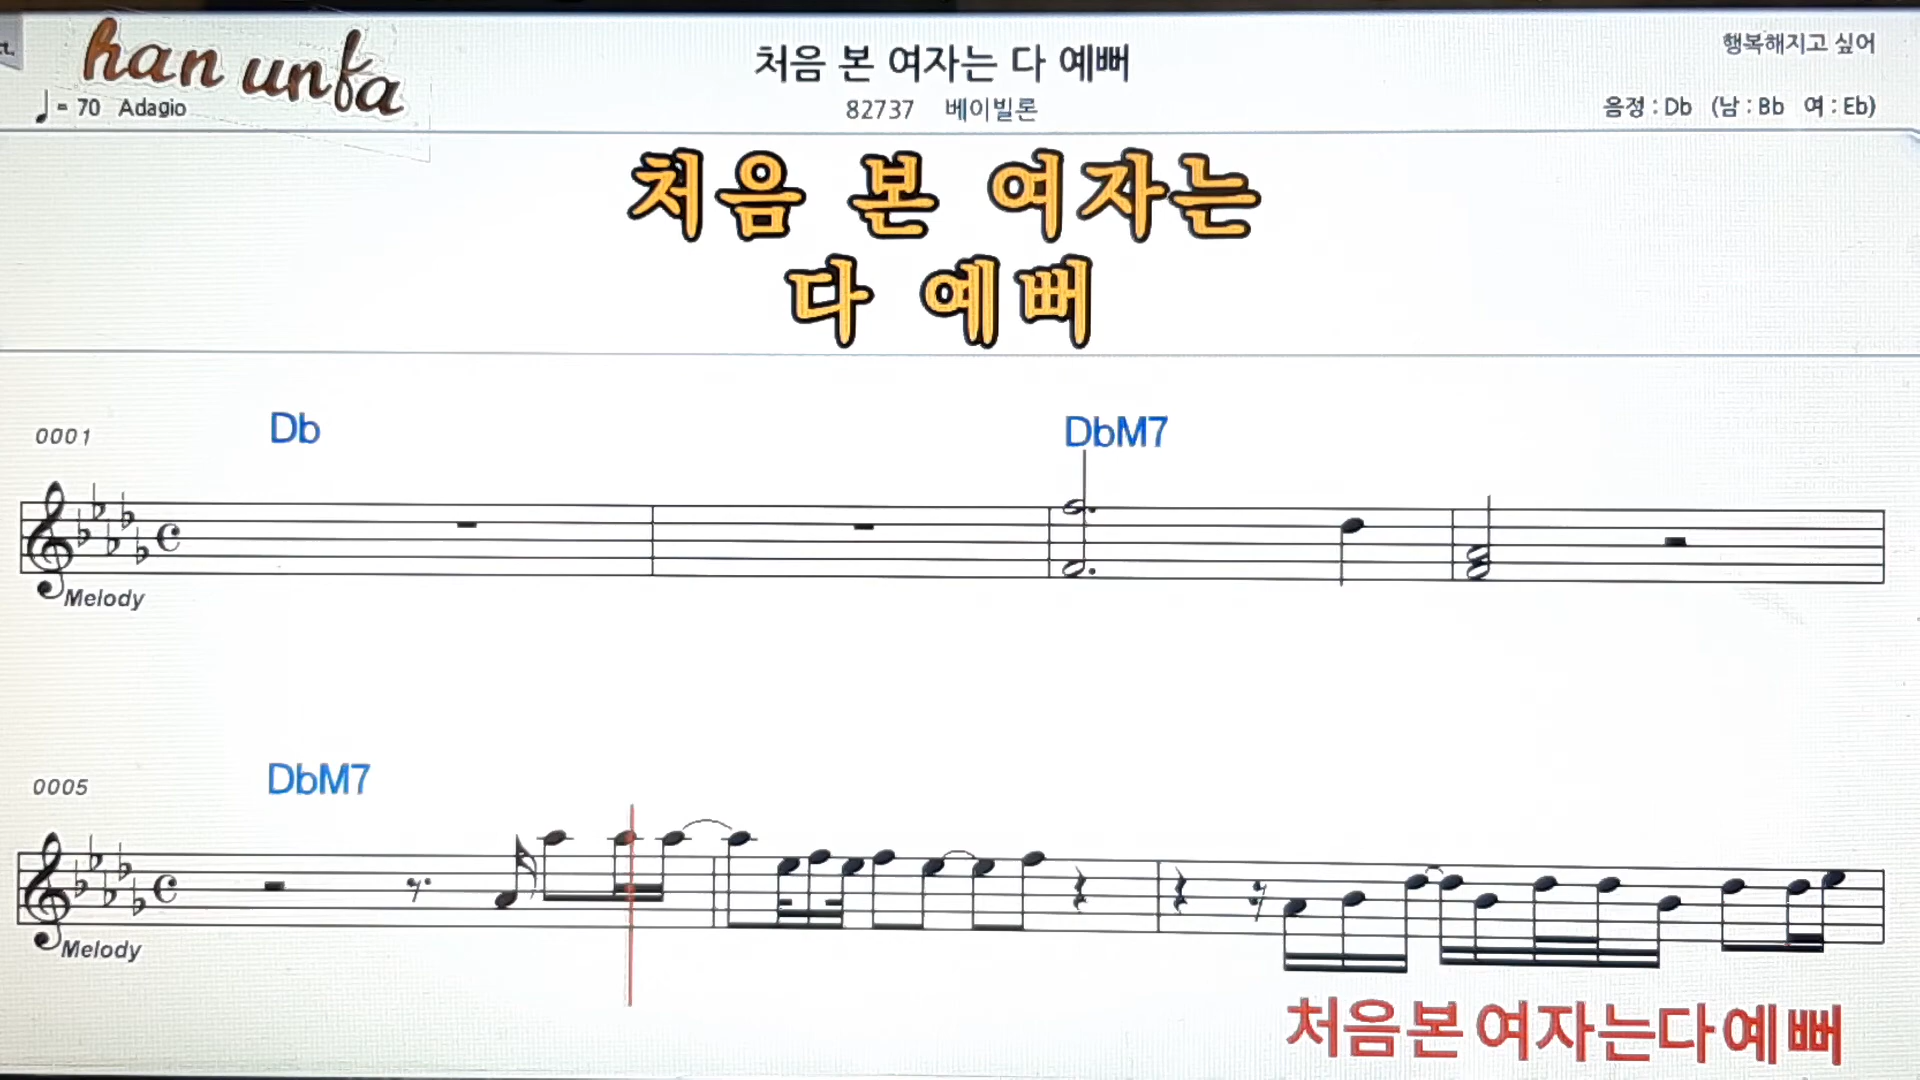 han unfa
♩= 70 Adagio
처음 본 여자는 다 예뻐
82737 베이빌론
행복해지고 싶어
음정 : Db (남 : Bb 여 : Eb)
처음 본 여자는
다 예뻐
0001 Db DbM7
Melody
0005 DbM7
Melody
처음본여자는다예뻐